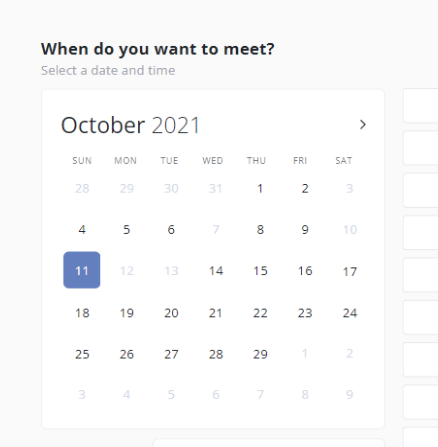 When do you want to meet?
Select a date and time
October 2021 >
SUN MON TUE WED THU FRI SAT
28 29 30 31 1 2 3
4 5 6 7 8 9 10
11 12 13 14 15 16 17
18 19 20 21 22 23 24
25 26 27 28 29 1 2
3 4 5 6 7 8 9